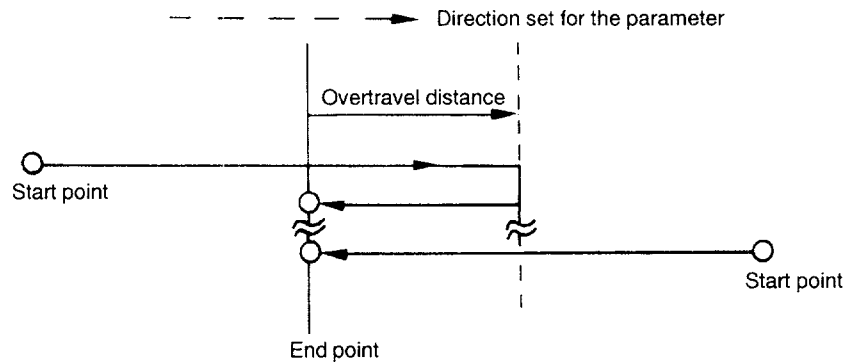 Direction set for the parameter
Overtravel distance
Start point
Start point
End point